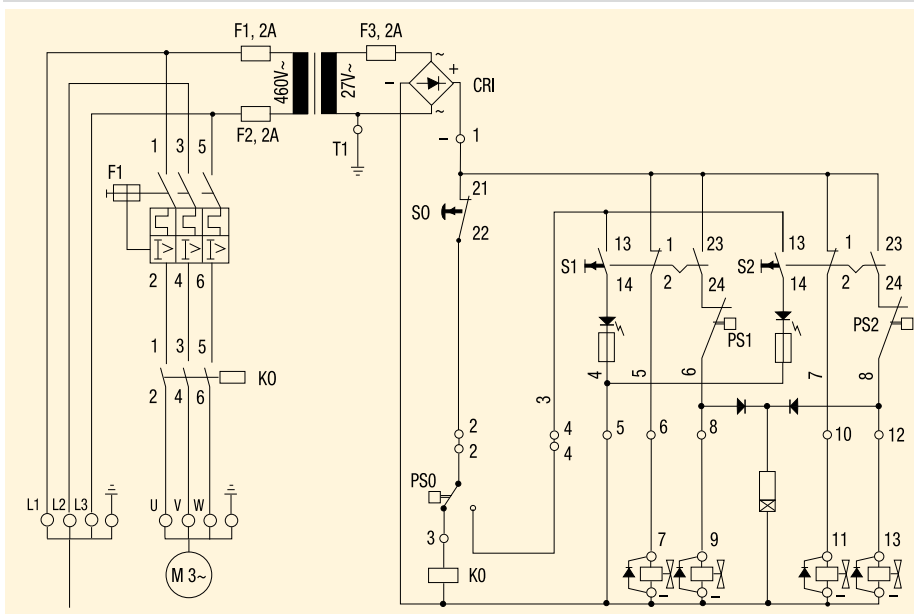 F1, 2A
F3, 2A
~
+
460V~
27V~
–
CRI
~
F2, 2A
T1
– 1
1 3 5
F1
I> I> I>
2 4 6
21
S0
22
13 1 23
S1
14 2 24
PS1
13 1 23
S2
14 2 24
PS2
1 3 5
K0
2 4 6
4 5 6 7 8
3
2 4 5 6 8 10 12
2 4
PS0
L1 L2 L3 U V W
3
7 9 11 13
M 3~
K0
– – – –